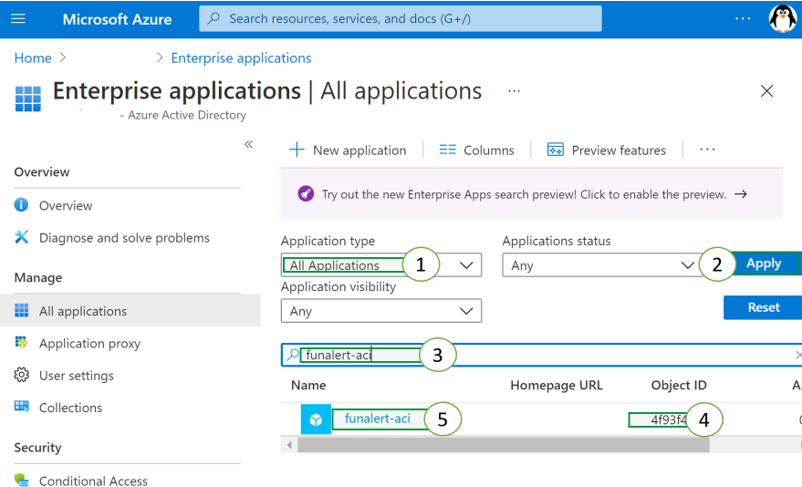 Microsoft Azure
Search resources, services, and docs (G+/)
Home > > Enterprise applications
Enterprise applications | All applications ...
- Azure Active Directory
«
+ New application
Columns
Preview features
...
Overview
Overview
Diagnose and solve problems
Manage
All applications
Application proxy
User settings
Collections
Security
Conditional Access
Try out the new Enterprise Apps search preview! Click to enable the preview. →
Application type
All Applications
1
Applications status
Any
2
Apply
Application visibility
Any
Reset
funalert-aci
3
Name
Homepage URL
Object ID
funalert-aci
5
4f93f4
4